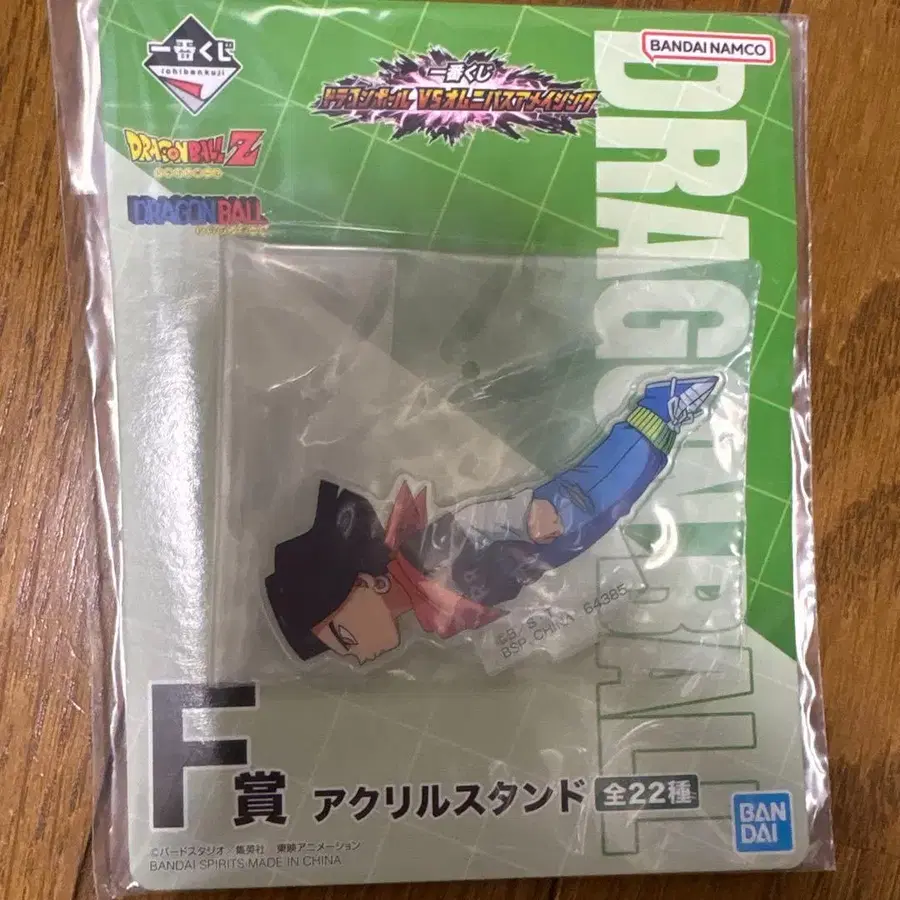 一番くじ
ichibankuji
BANDAI NAMCO
一番くじ
ドラゴンボール VSオムニバスアメイジング
DRAGON BALL Z
DRAGON BALL
DRAGON BALL
©B, S, T
BSP CHINA 64385
F賞 アクリルスタンド 全22種
©バードスタジオ/集英社 東映アニメーション
BANDAI SPIRITS MADE IN CHINA
BAN
DAI